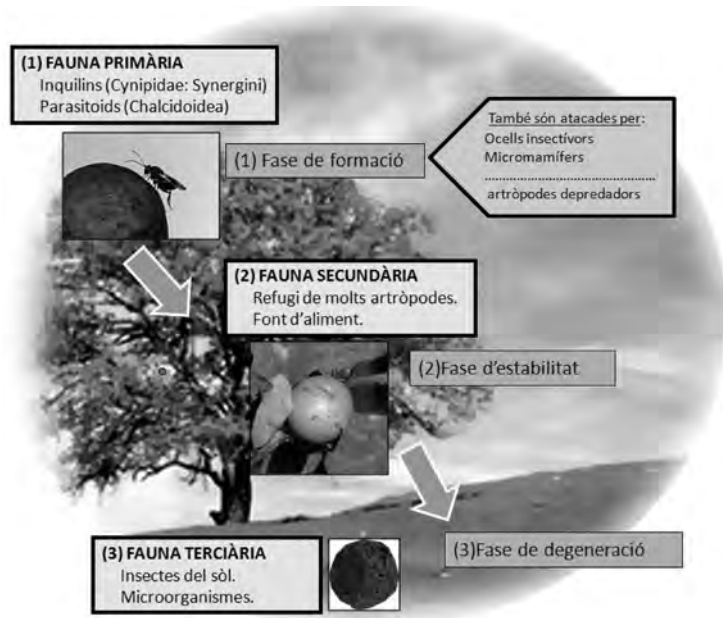 (1) FAUNA PRIMÀRIA
Inquilins (Cynipidae: Synergini)
Parasitoids (Chalcidoidea)
(1) Fase de formació
També són atacades per:
Ocells insectívors
Micromamífers
artròpodes depredadors
(2) FAUNA SECUNDÀRIA
Refugi de molts artròpodes.
Font d'aliment.
(2)Fase d'estabilitat
(3) FAUNA TERCIÀRIA
Insectes del sòl.
Microorganismes.
(3)Fase de degeneració